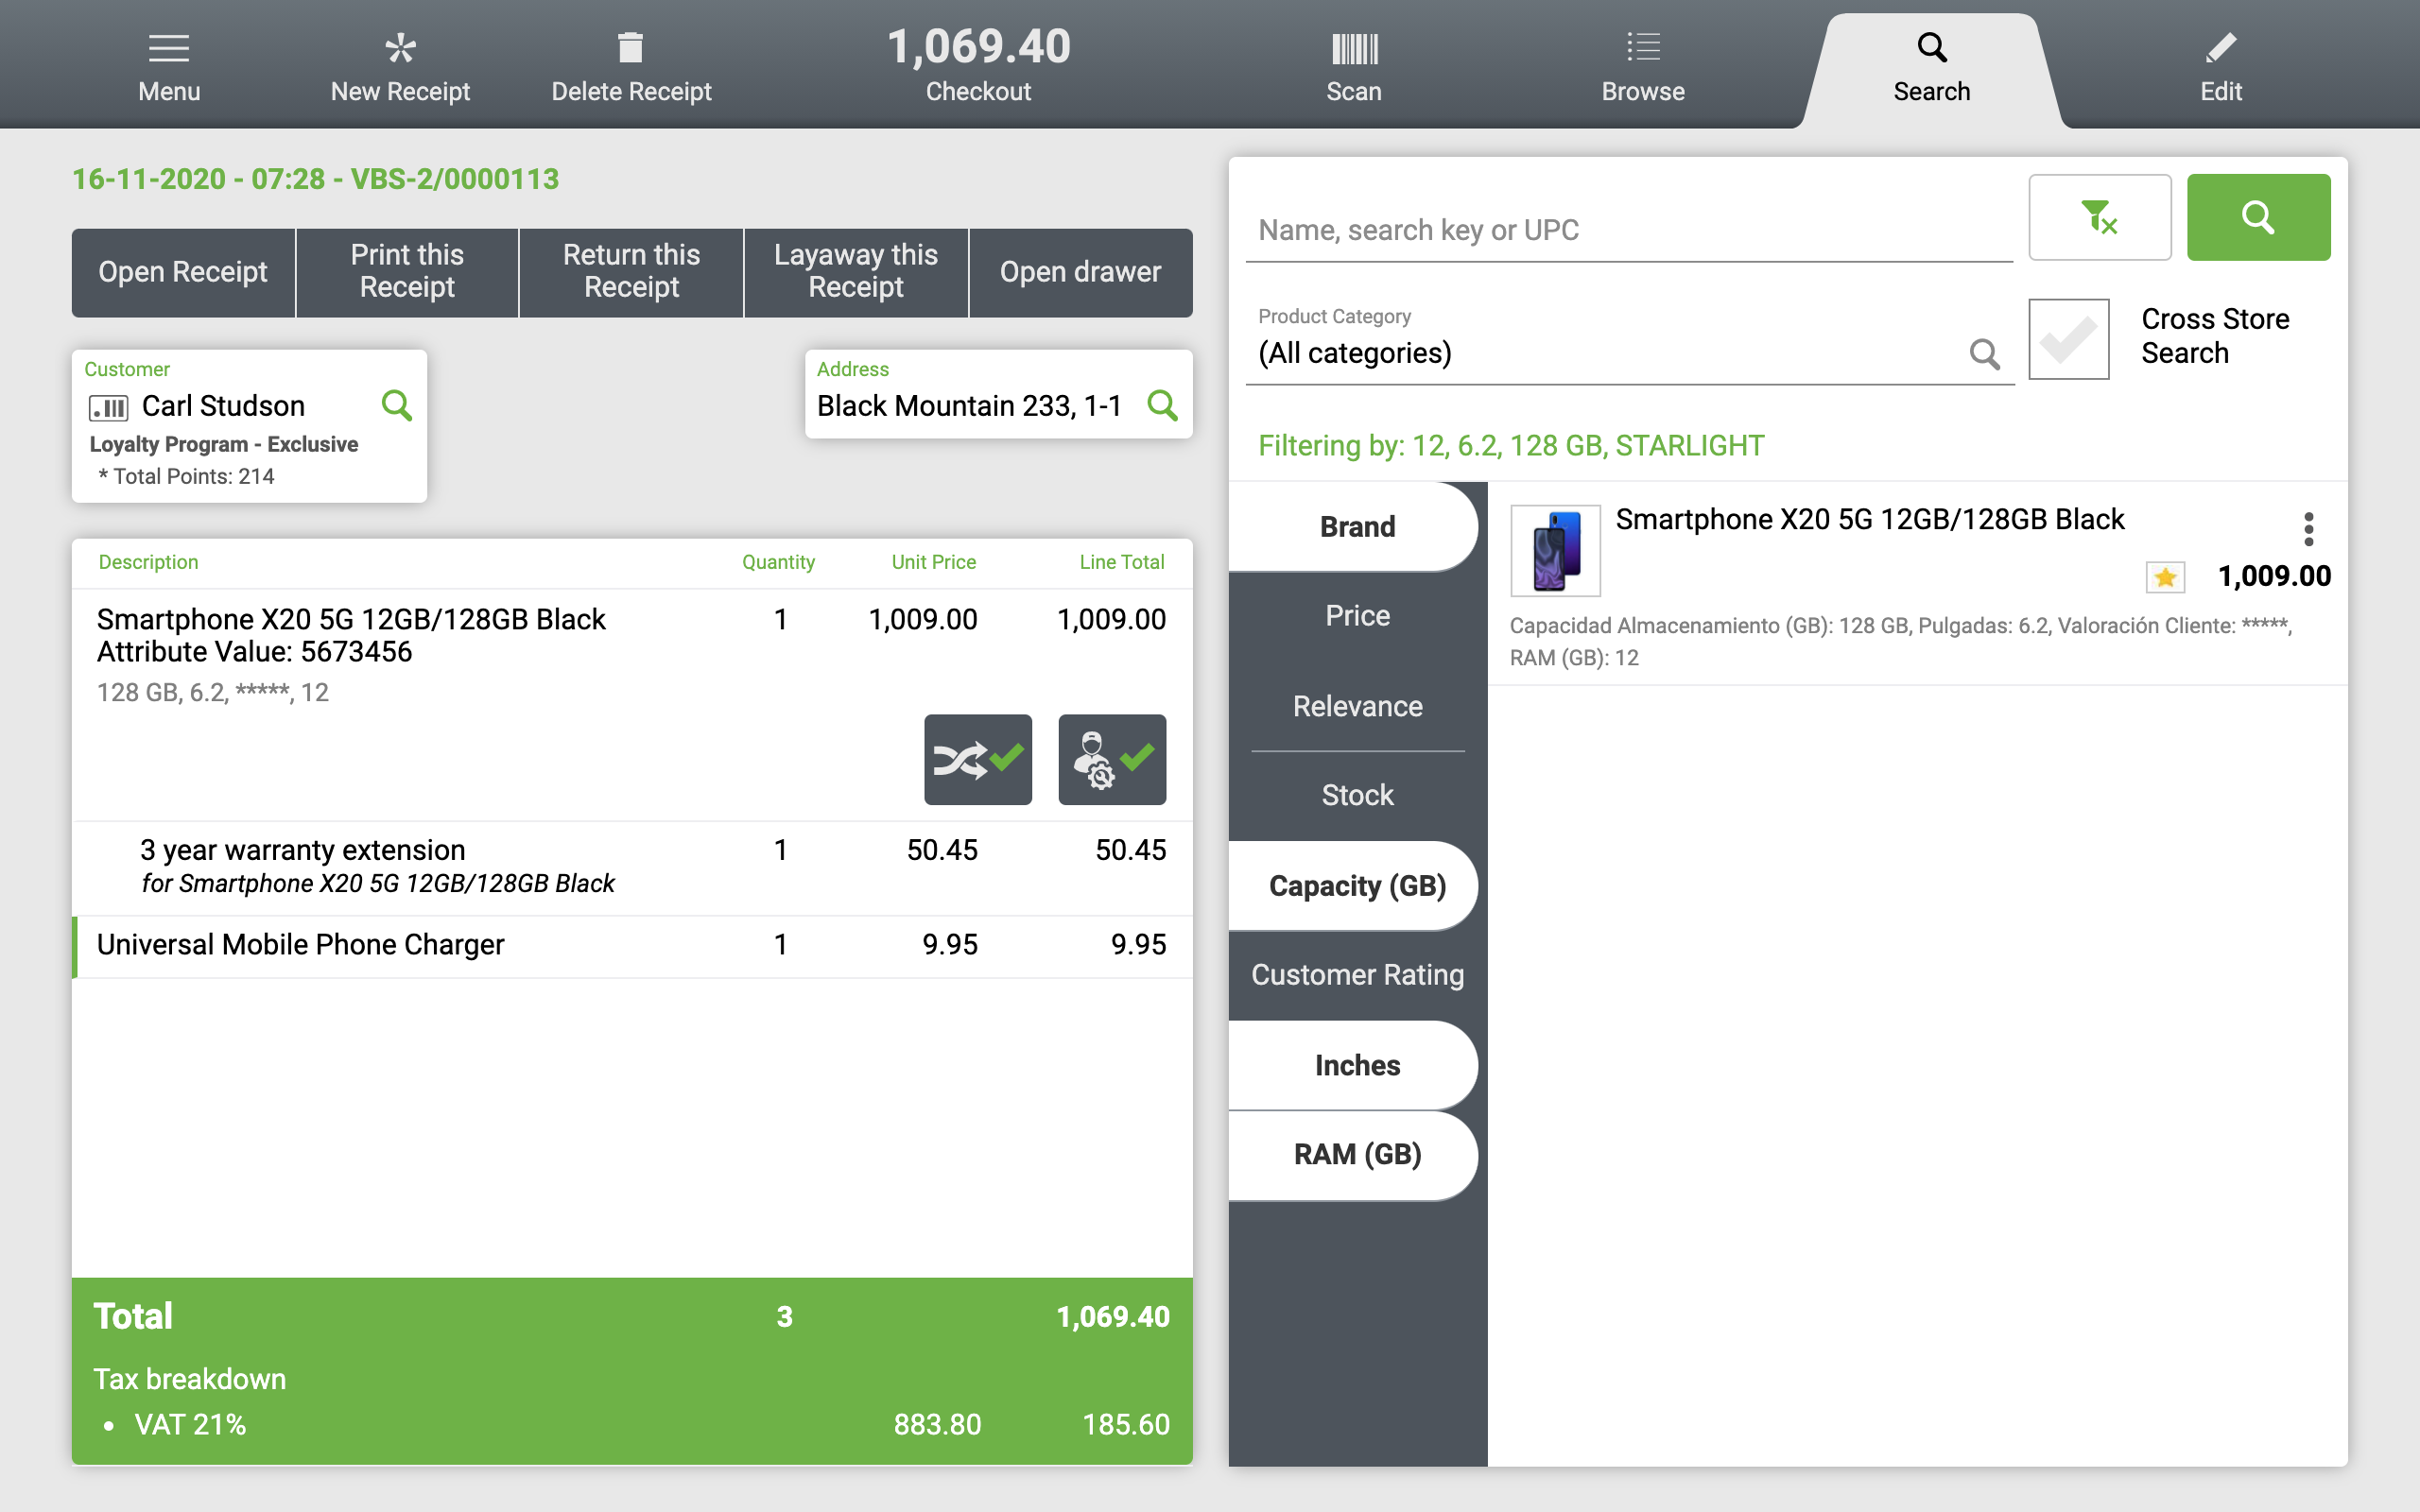 Menu
New Receipt
Delete Receipt
1,069.40
Checkout
Scan
Browse
Search
Edit
16-11-2020 - 07:28 - VBS-2/0000113
Open Receipt
Print this
Receipt
Return this
Receipt
Layaway this
Receipt
Open drawer
Customer
Carl Studson
Loyalty Program - Exclusive
* Total Points: 214
Address
Black Mountain 233, 1-1
Description Quantity Unit Price Line Total
Smartphone X20 5G 12GB/128GB Black 1 1,009.00 1,009.00
Attribute Value: 5673456
128 GB, 6.2, *****, 12
3 year warranty extension 1 50.45 50.45
for Smartphone X20 5G 12GB/128GB Black
Universal Mobile Phone Charger 1 9.95 9.95
Total 3 1,069.40
Tax breakdown
• VAT 21% 883.80 185.60
Name, search key or UPC
Product Category
(All categories)
Cross Store
Search
Filtering by: 12, 6.2, 128 GB, STARLIGHT
Brand
Price
Relevance
Stock
Capacity (GB)
Customer Rating
Inches
RAM (GB)
Smartphone X20 5G 12GB/128GB Black
1,009.00
Capacidad Almacenamiento (GB): 128 GB, Pulgadas: 6.2, Valoración Cliente: *****,
RAM (GB): 12